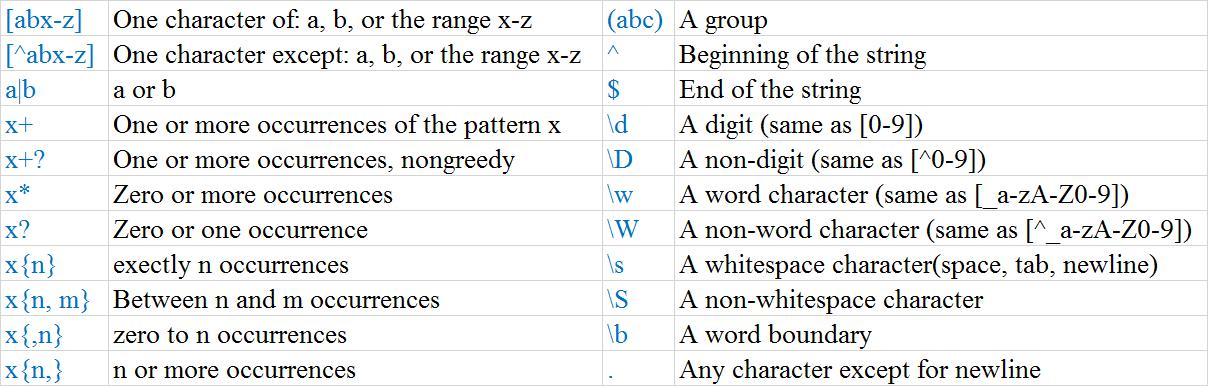 [abx-z] One character of: a, b, or the range x-z (abc) A group
[^abx-z] One character except: a, b, or the range x-z ^ Beginning of the string
a|b a or b $ End of the string
x+ One or more occurrences of the pattern x \d A digit (same as [0-9])
x+? One or more occurrences, nongreedy \D A non-digit (same as [^0-9])
x* Zero or more occurrences \w A word character (same as [_a-zA-Z0-9])
x? Zero or one occurrence \W A non-word character (same as [^_a-zA-Z0-9])
x{n} exectly n occurrences \s A whitespace character(space, tab, newline)
x{n, m} Between n and m occurrences \S A non-whitespace character
x{,n} zero to n occurrences \b A word boundary
x{n,} n or more occurrences . Any character except for newline